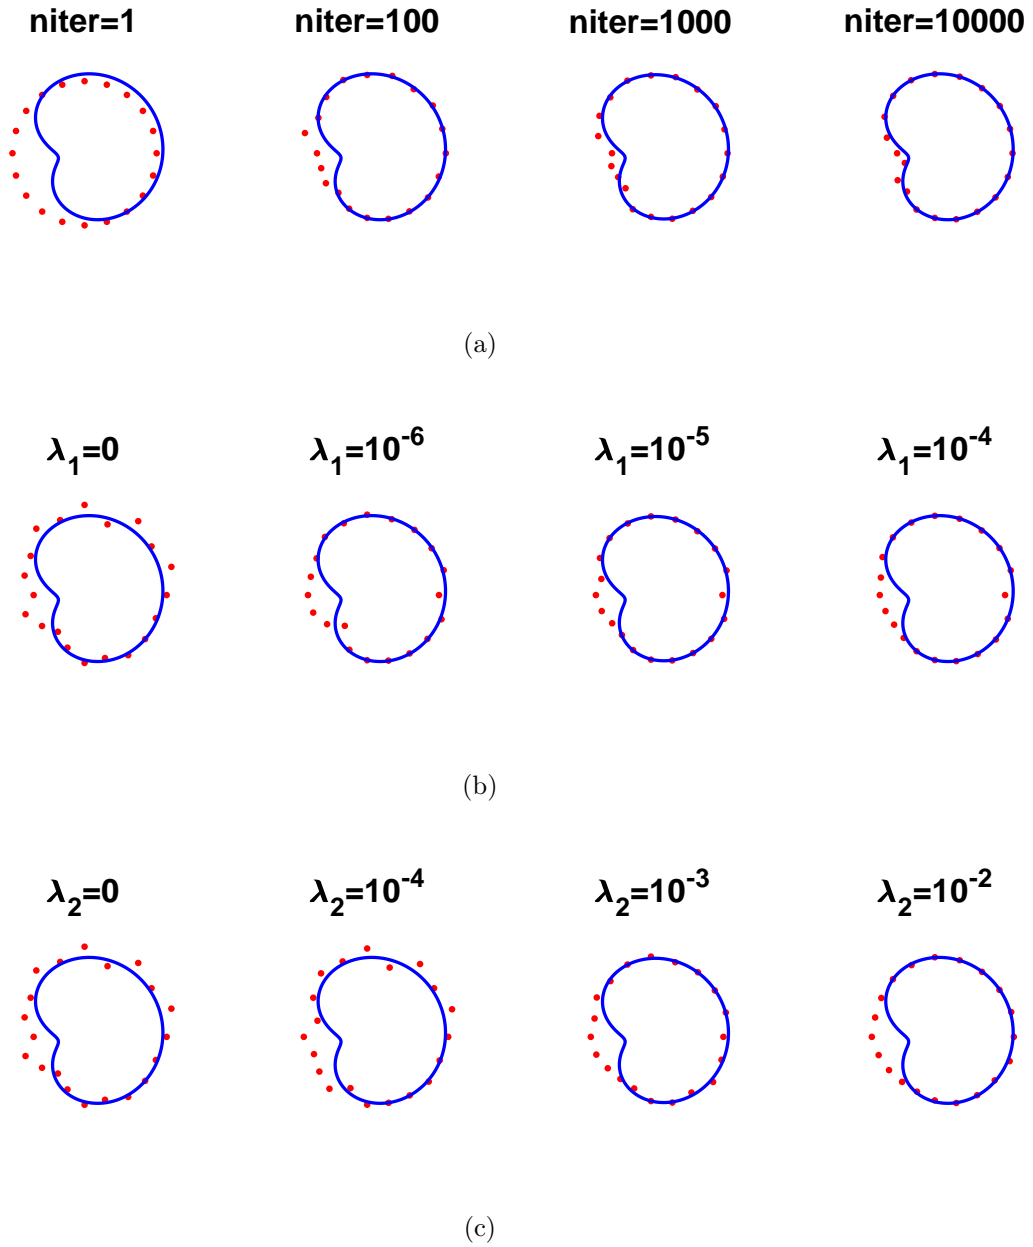 niter=1 niter=100 niter=1000 niter=10000
(a)
λ₁=0 λ₁=10⁻⁶ λ₁=10⁻⁵ λ₁=10⁻⁴
(b)
λ₂=0 λ₂=10⁻⁴ λ₂=10⁻³ λ₂=10⁻²
(c)